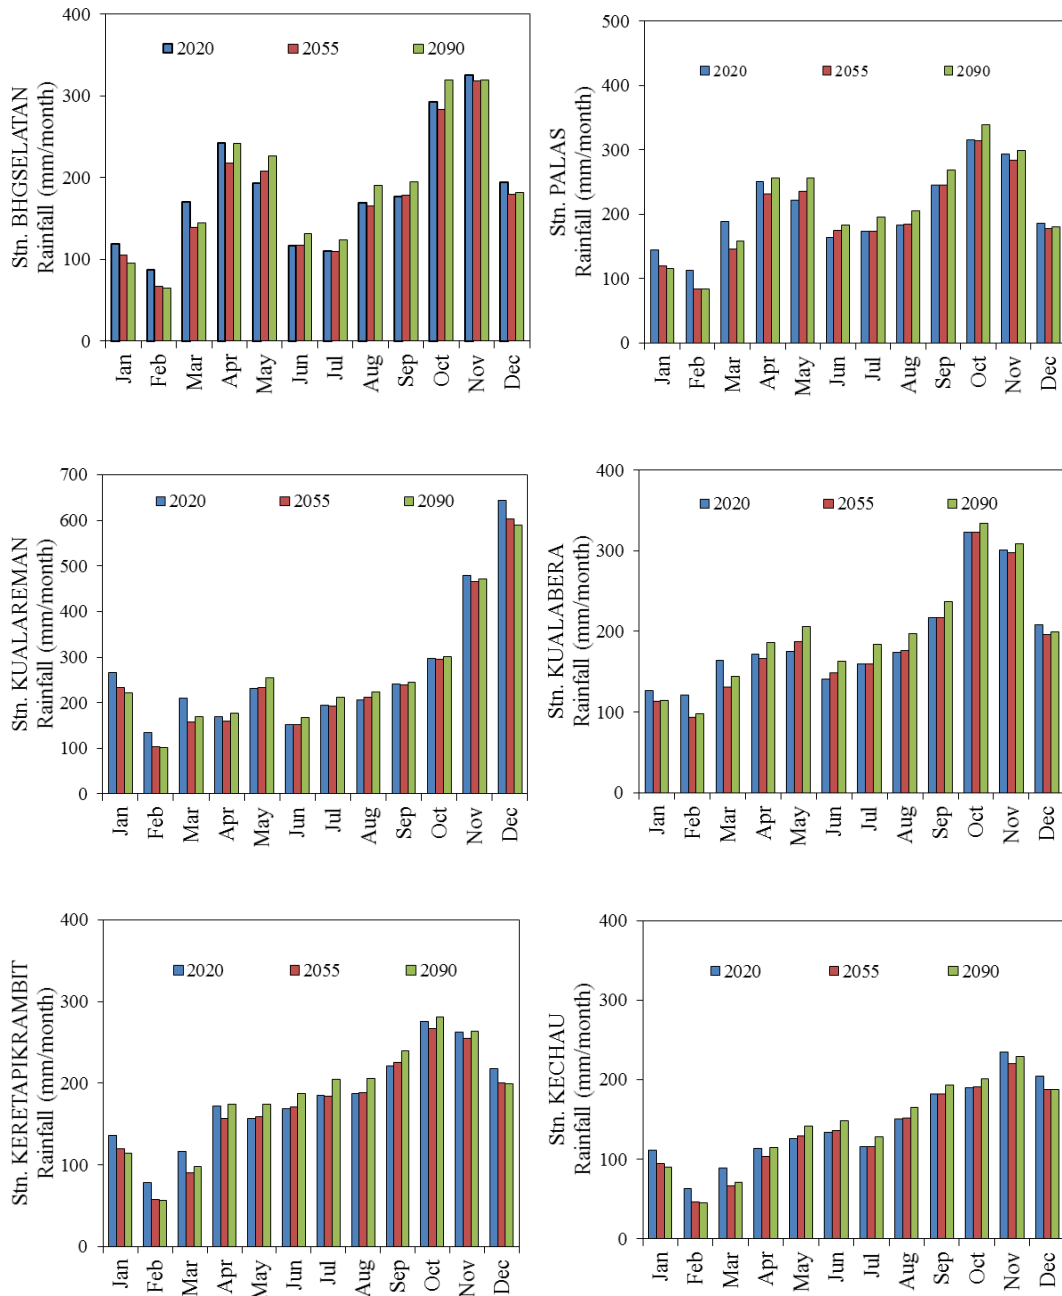 Stn. BHGSELATAN
Rainfall (mm/month)
400
300
200
100
0
2020 2055 2090
Jan Feb Mar Apr May Jun Jul Aug Sep Oct Nov Dec
Stn. PALAS
Rainfall (mm/month)
500
400
300
200
100
0
2020 2055 2090
Jan Feb Mar Apr May Jun Jul Aug Sep Oct Nov Dec
Stn. KUALAREMAN
Rainfall (mm/month)
700
600
500
400
300
200
100
0
2020 2055 2090
Jan Feb Mar Apr May Jun Jul Aug Sep Oct Nov Dec
Stn. KUALABERA
Rainfall (mm/month)
400
300
200
100
0
2020 2055 2090
Jan Feb Mar Apr May Jun Jul Aug Sep Oct Nov Dec
Stn. KERETAPIKRAMBIT
Rainfall (mm/month)
400
300
200
100
0
2020 2055 2090
Jan Feb Mar Apr May Jun Jul Aug Sep Oct Nov Dec
Stn. KECHAU
Rainfall (mm/month)
400
300
200
100
0
2020 2055 2090
Jan Feb Mar Apr May Jun Jul Aug Sep Oct Nov Dec